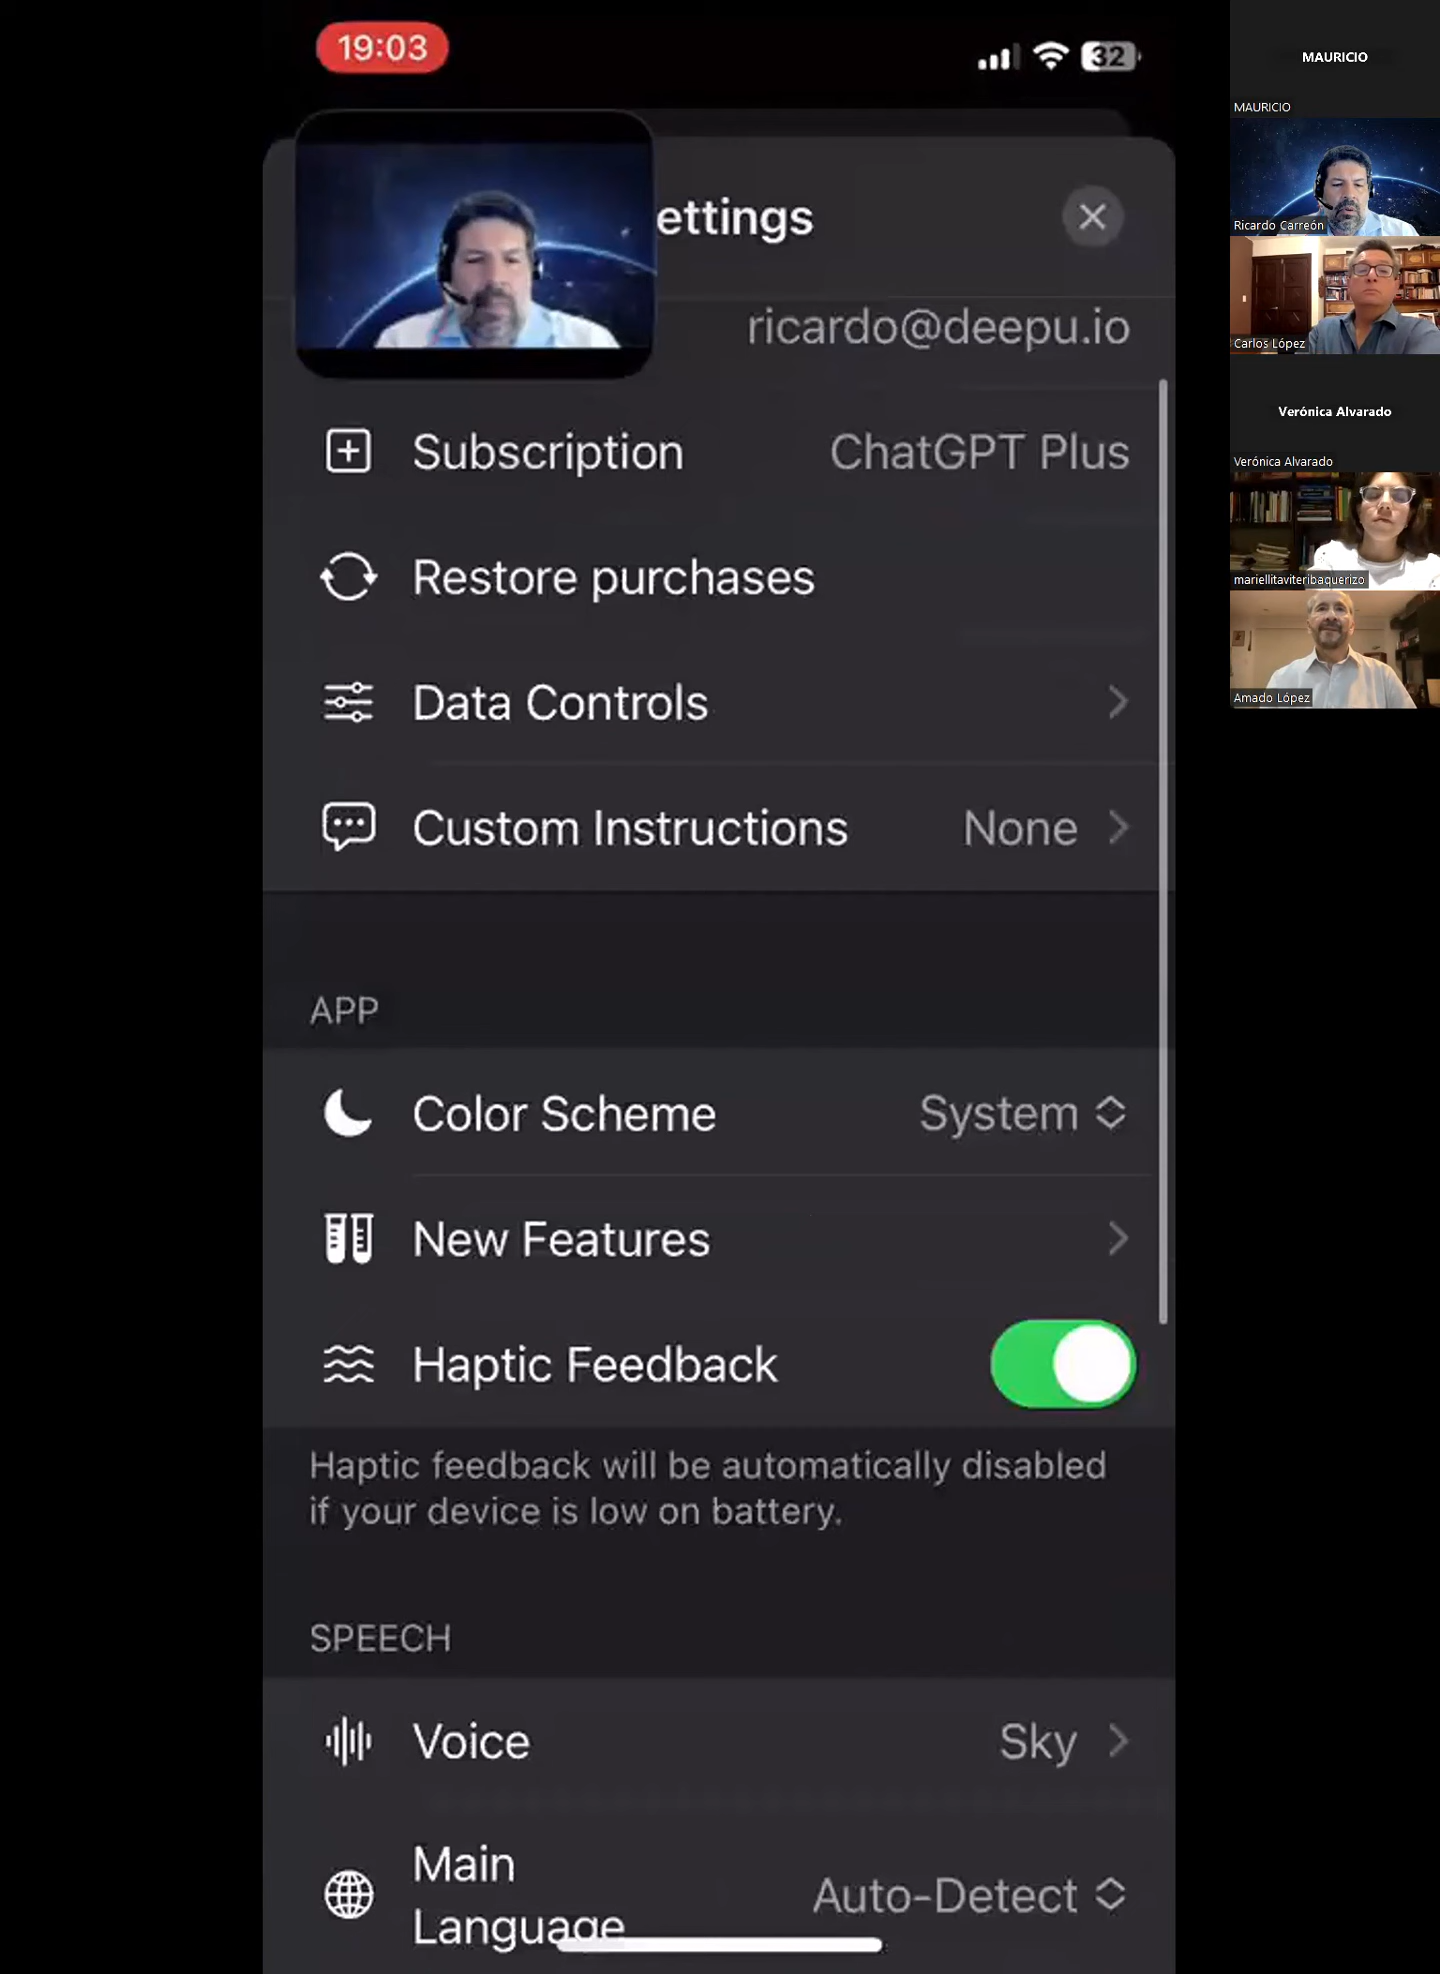 19:03
32
ettings
ricardo@deepu.io
Subscription ChatGPT Plus
Restore purchases
Data Controls
Custom Instructions None
APP
Color Scheme System
New Features
Haptic Feedback
Haptic feedback will be automatically disabled
if your device is low on battery.
SPEECH
Voice Sky
Main
Language
Auto-Detect
MAURICIO
MAURICIO
Ricardo Carreón
Carlos López
Verónica Alvarado
Verónica Alvarado
mariellitaviteribaquerizo
Amado López